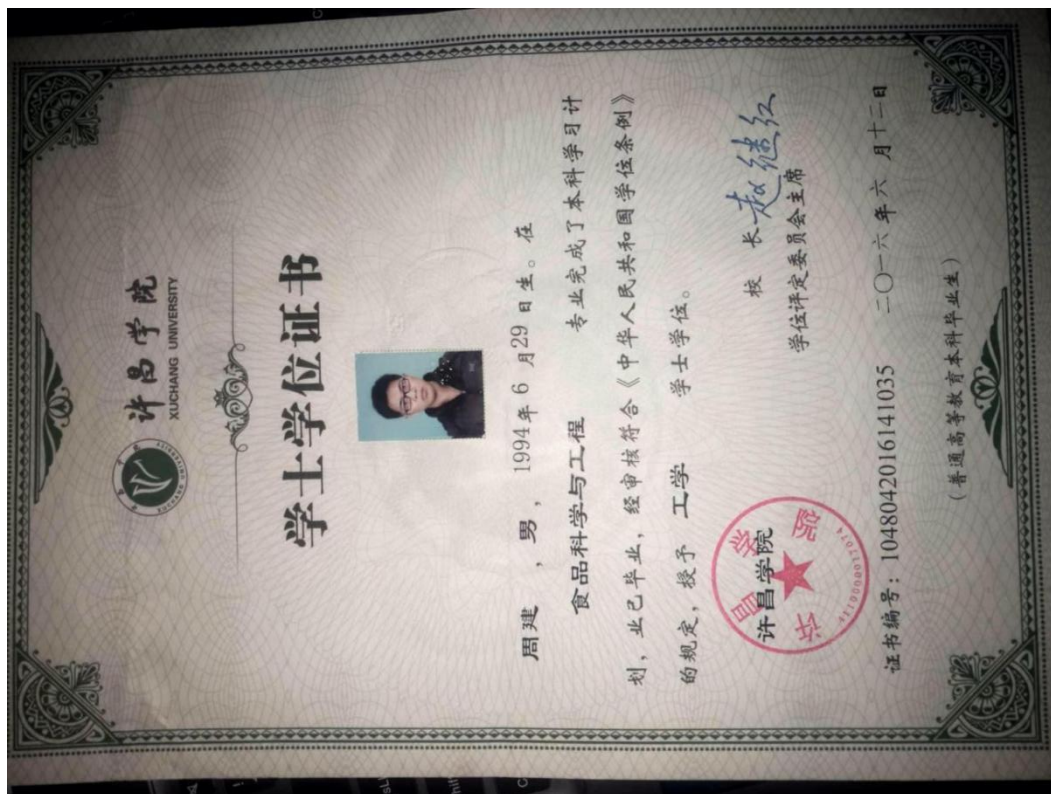 许昌学院
XUCHANG UNIVERSITY
学士学位证书
周建 , 男 , 1994年 6 月29 日生。在
食品科学与工程 专业完成了本科学习计
划,业已毕业,经审核符合《中华人民共和国学位条例》
的规定,授予 工学 学士学位。
许昌学院
校 长 赵继红
学位评定委员会主席
证书编号:1048042016141035 二〇一六年六 月十二日
(普通高等教育本科毕业生)